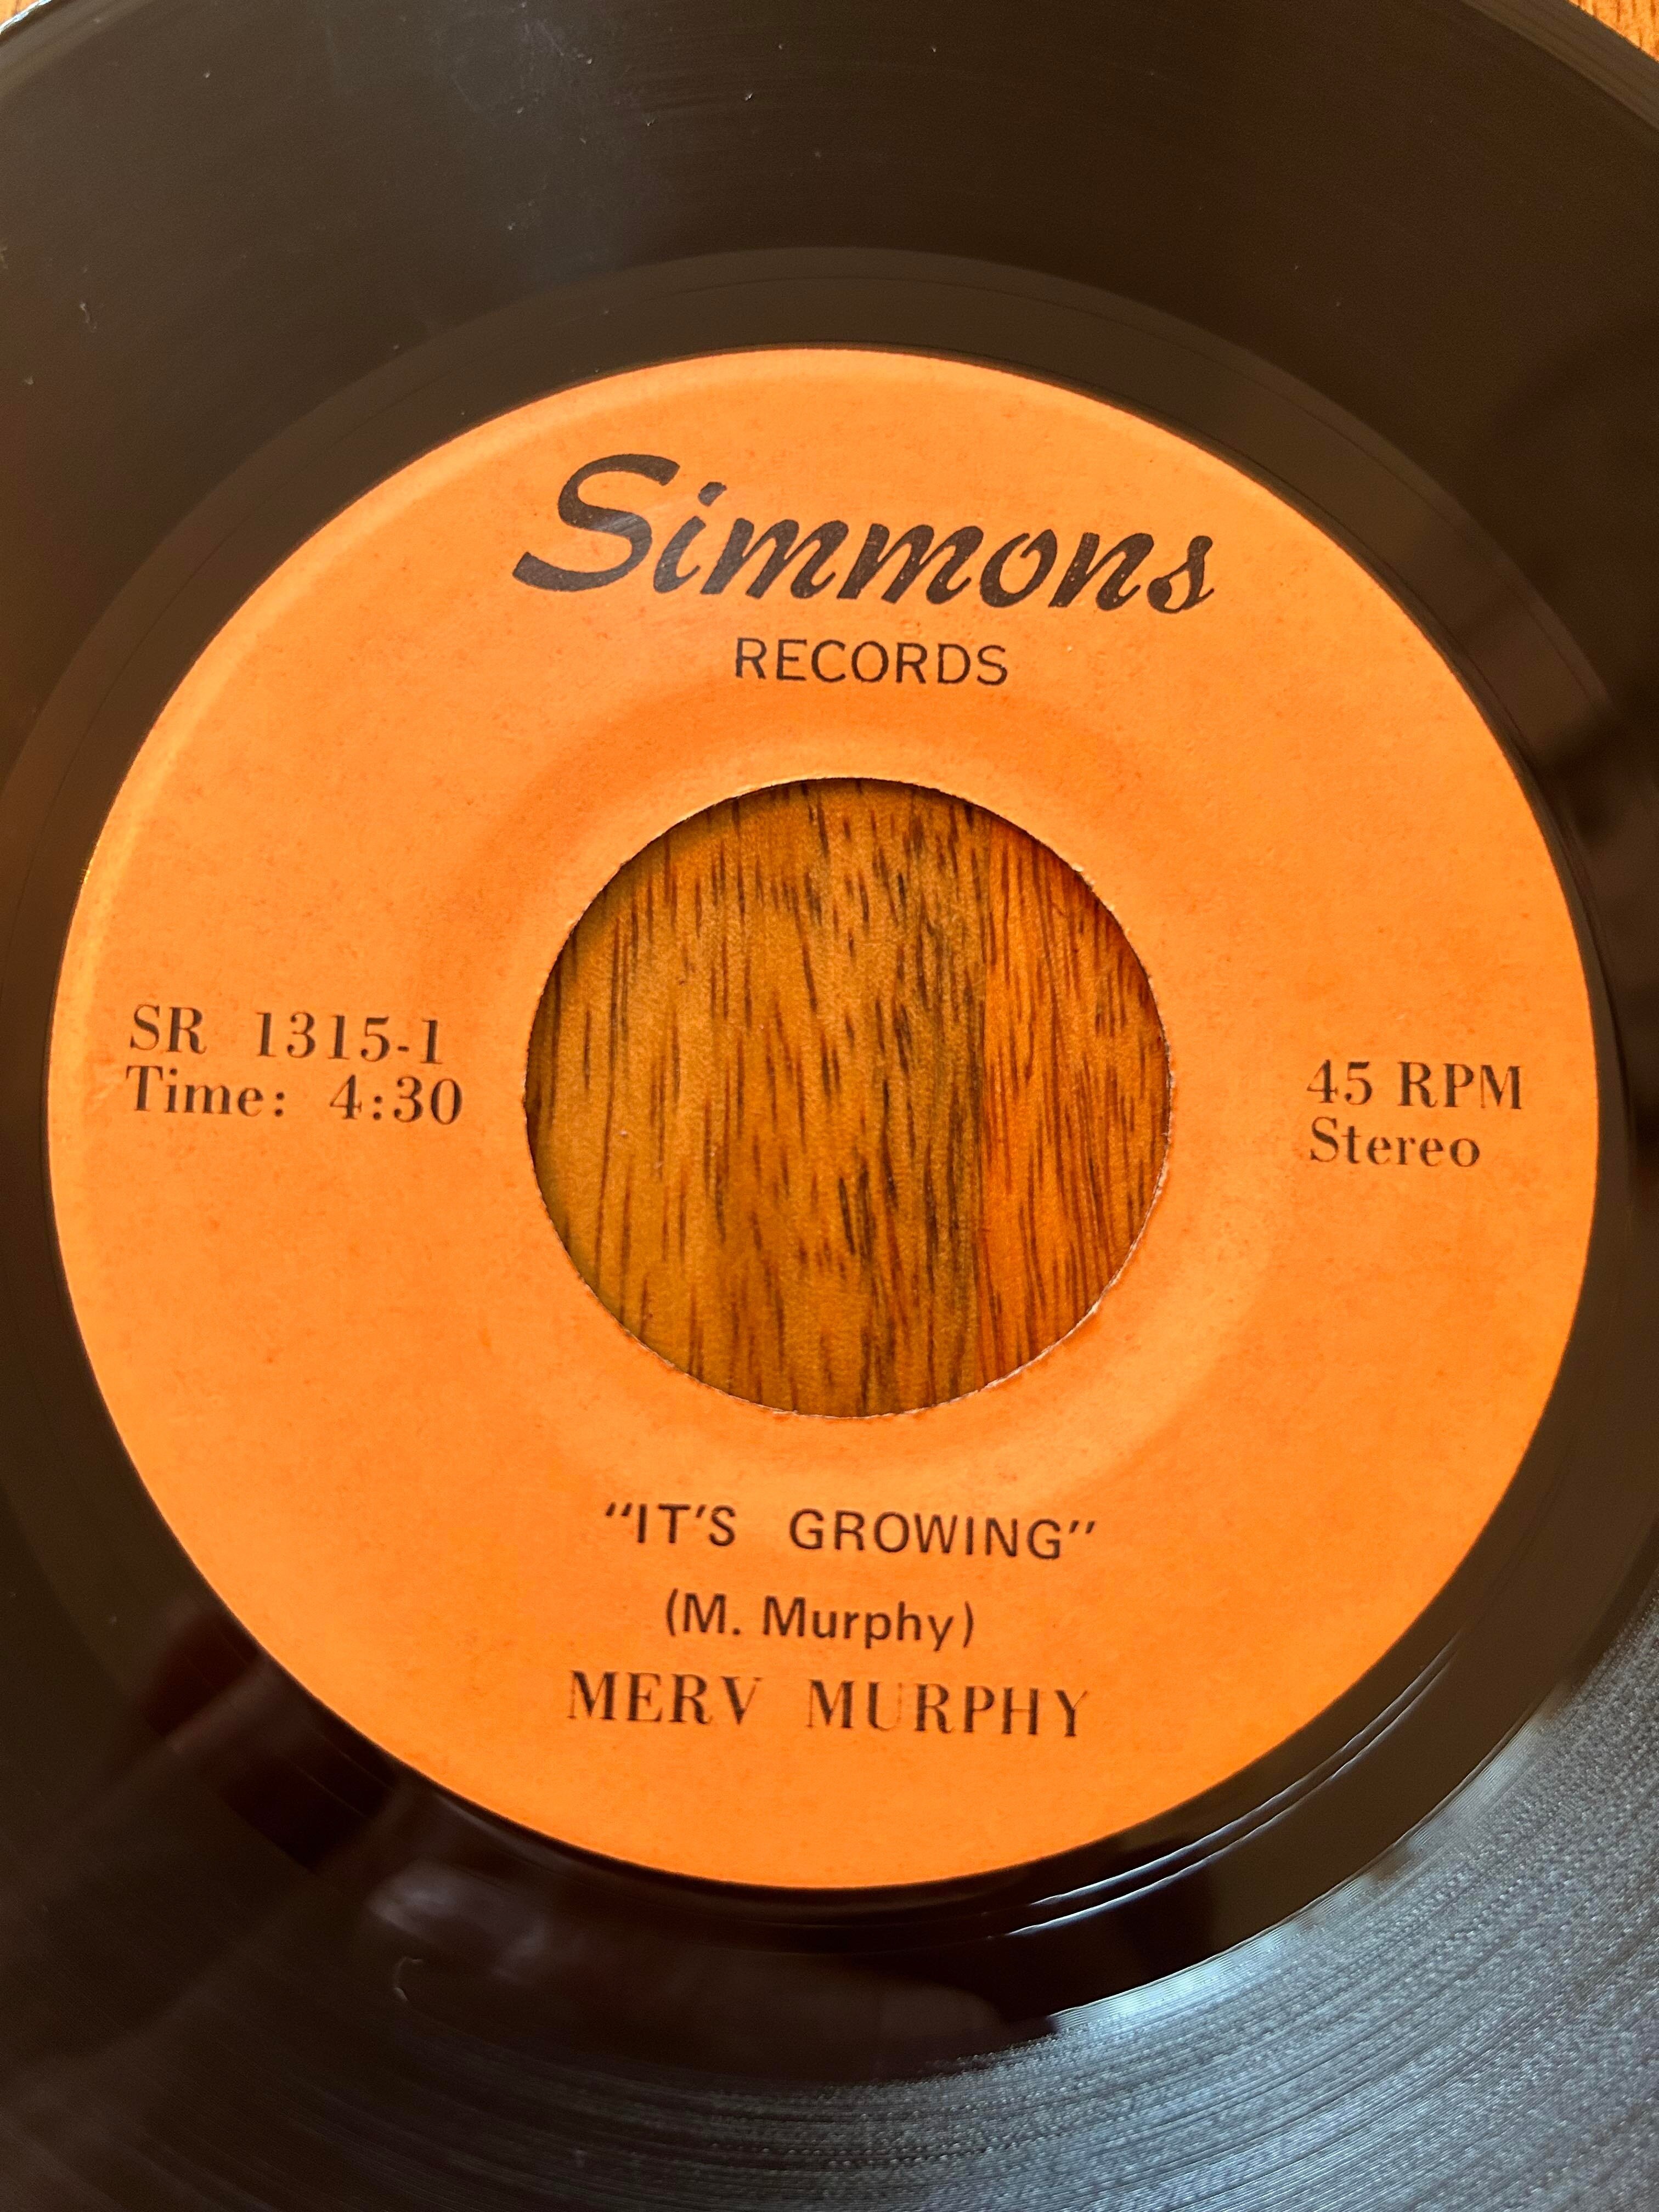 Simmons
RECORDS
SR 1315-1
Time: 4:30
45 RPM
Stereo
"IT'S GROWING"
(M. Murphy)
MERV MURPHY